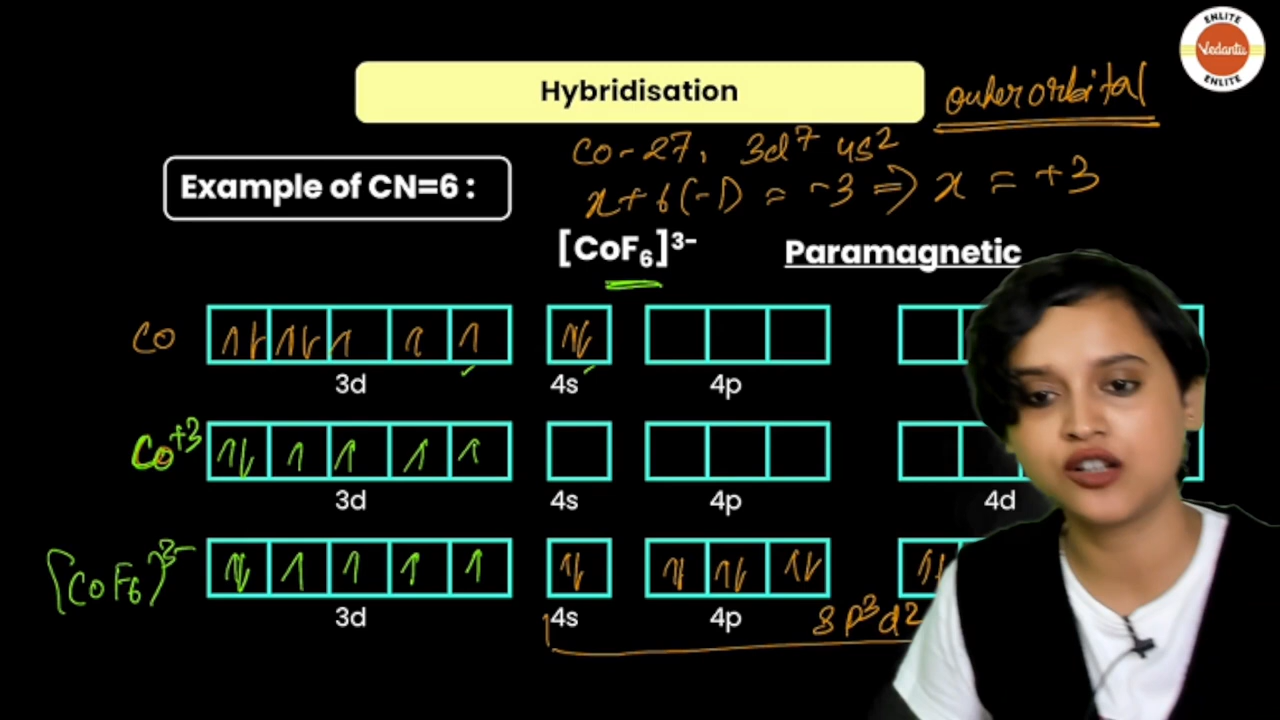 ENLITE
Vedantu
ENLITE
Hybridisation
outer orbital
Co-27, 3d⁷ 4s²
x+6(-1) = -3 ⇒ x = +3
Example of CN=6 :
[CoF₆]³⁻
Paramagnetic
Co
3d 4s 4p
Co⁺³
3d 4s 4p 4d
[CoF₆]³⁻
3d 4s 4p
sp³d²